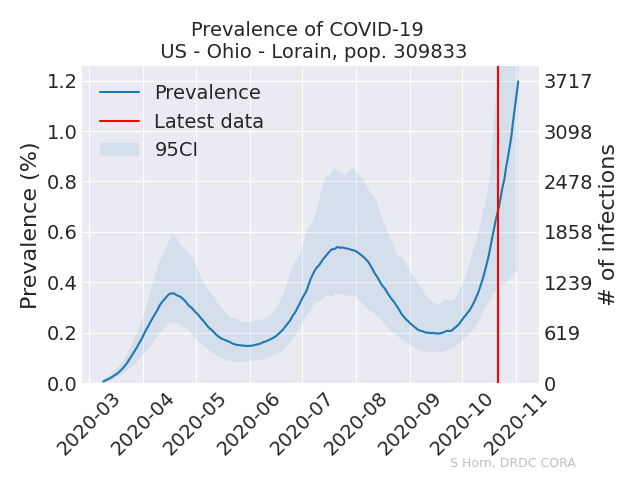 Prevalence of COVID-19
US - Ohio - Lorain, pop. 309833
Prevalence
Latest data
95CI
Prevalence (%)
1.2
1.0
0.8
0.6
0.4
0.2
0.0
3717
3098
2478
1858
1239
619
0
# of infections
2020-03
2020-04
2020-05
2020-06
2020-07
2020-08
2020-09
2020-10
2020-11
S Horn, DRDC CORA